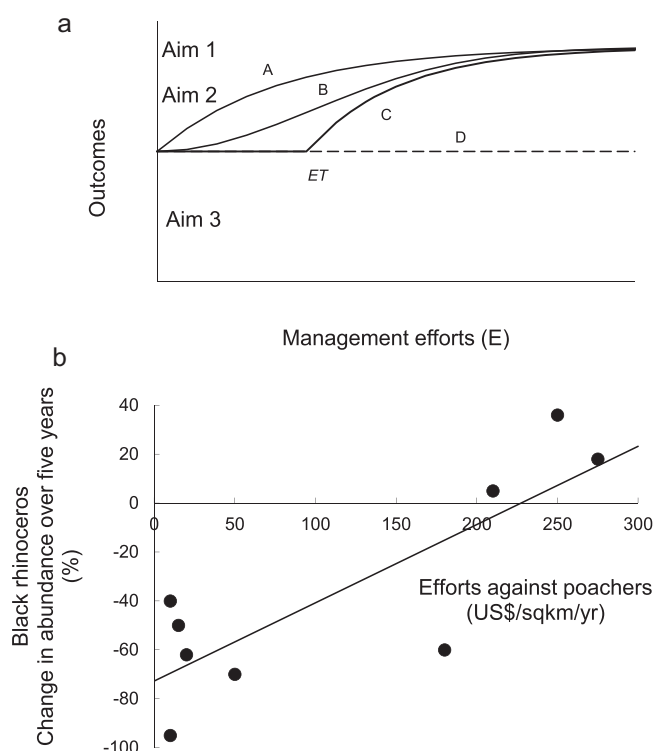 a
Aim 1
A
Aim 2
B
C
D
ET
Outcomes
Aim 3
Management efforts (E)
b
Black rhinoceros
Change in abundance over five years
(%)
40
20
0
0 50 100 150 200 250 300
-20
-40
-60
-80
-100
Efforts against poachers
(US$/sqkm/yr)